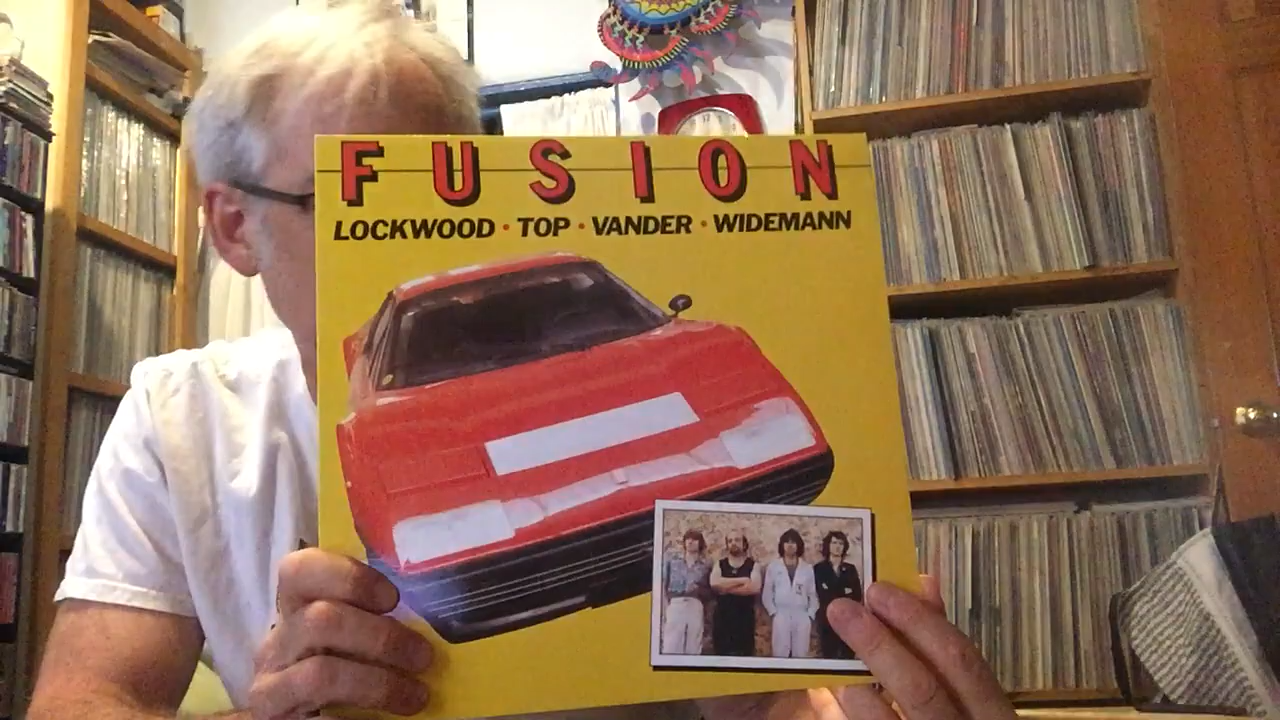 FUSION
LOCKWOOD • TOP • VANDER • WIDEMANN